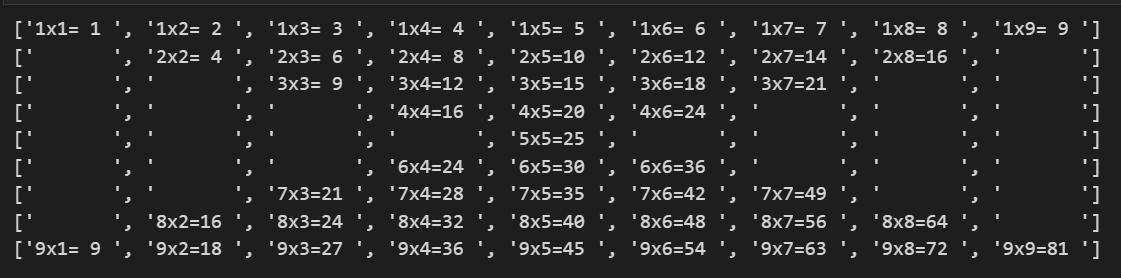 ['1x1= 1 ', '1x2= 2 ', '1x3= 3 ', '1x4= 4 ', '1x5= 5 ', '1x6= 6 ', '1x7= 7 ', '1x8= 8 ', '1x9= 9 ']
['       ', '2x2= 4 ', '2x3= 6 ', '2x4= 8 ', '2x5=10 ', '2x6=12 ', '2x7=14 ', '2x8=16 ', '       ']
['       ', '       ', '3x3= 9 ', '3x4=12 ', '3x5=15 ', '3x6=18 ', '3x7=21 ', '       ', '       ']
['       ', '       ', '       ', '4x4=16 ', '4x5=20 ', '4x6=24 ', '       ', '       ', '       ']
['       ', '       ', '       ', '       ', '5x5=25 ', '       ', '       ', '       ', '       ']
['       ', '       ', '       ', '6x4=24 ', '6x5=30 ', '6x6=36 ', '       ', '       ', '       ']
['       ', '       ', '7x3=21 ', '7x4=28 ', '7x5=35 ', '7x6=42 ', '7x7=49 ', '       ', '       ']
['       ', '8x2=16 ', '8x3=24 ', '8x4=32 ', '8x5=40 ', '8x6=48 ', '8x7=56 ', '8x8=64 ', '       ']
['9x1= 9 ', '9x2=18 ', '9x3=27 ', '9x4=36 ', '9x5=45 ', '9x6=54 ', '9x7=63 ', '9x8=72 ', '9x9=81 ']